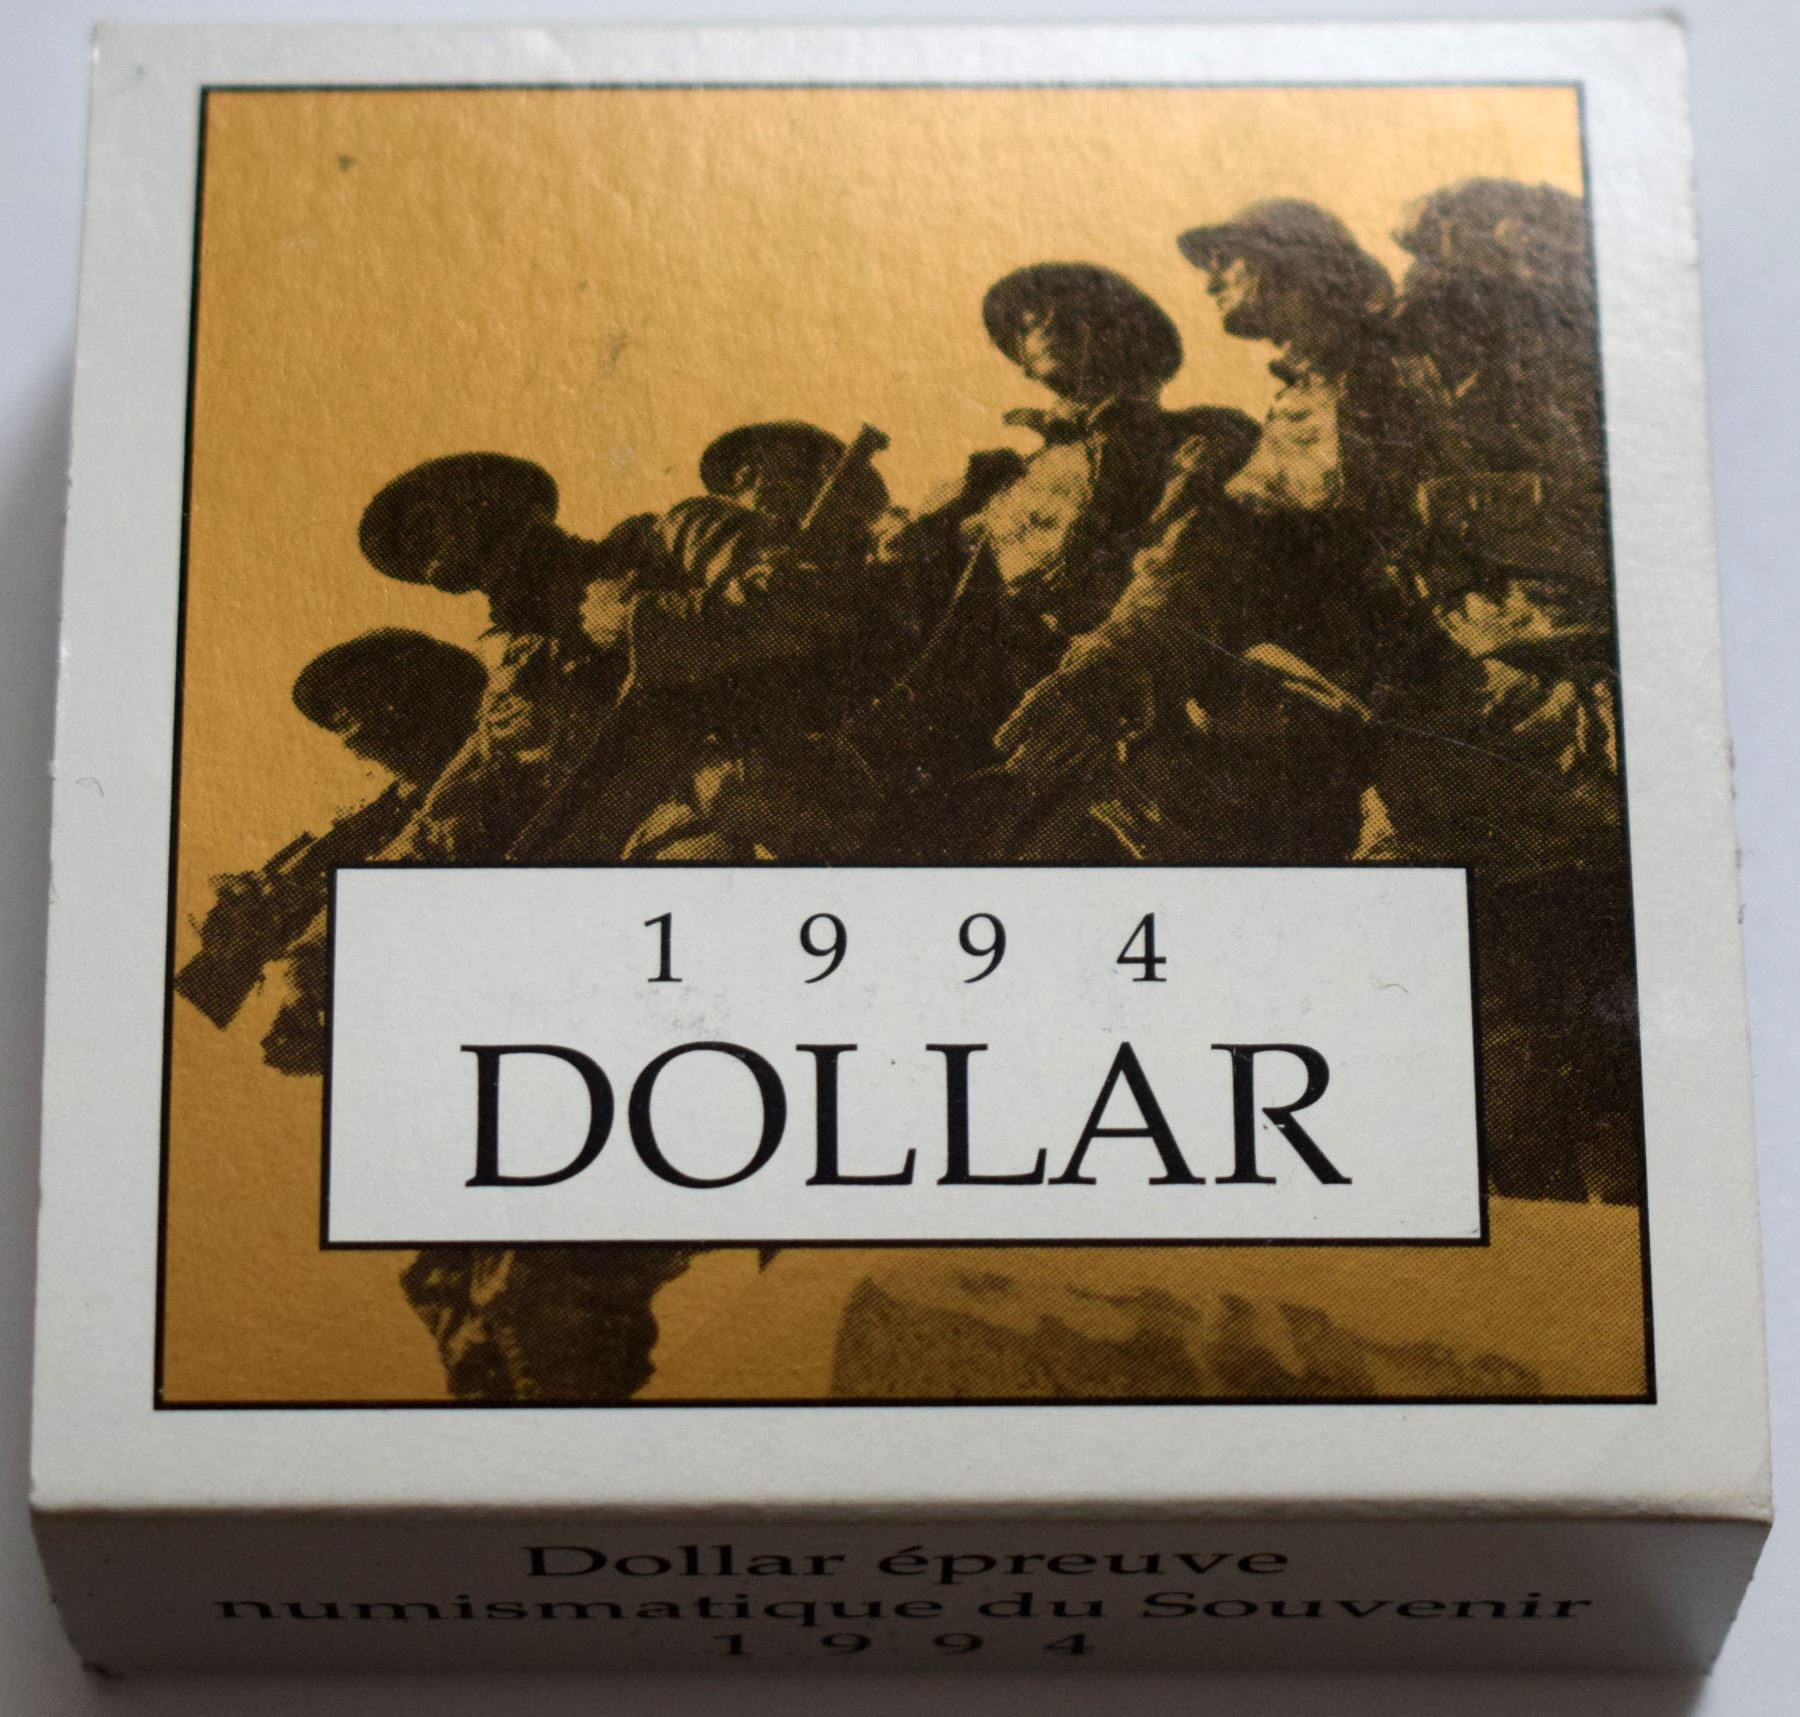 1994
DOLLAR
Dollar épreuve
numismatique du Souvenir
1994